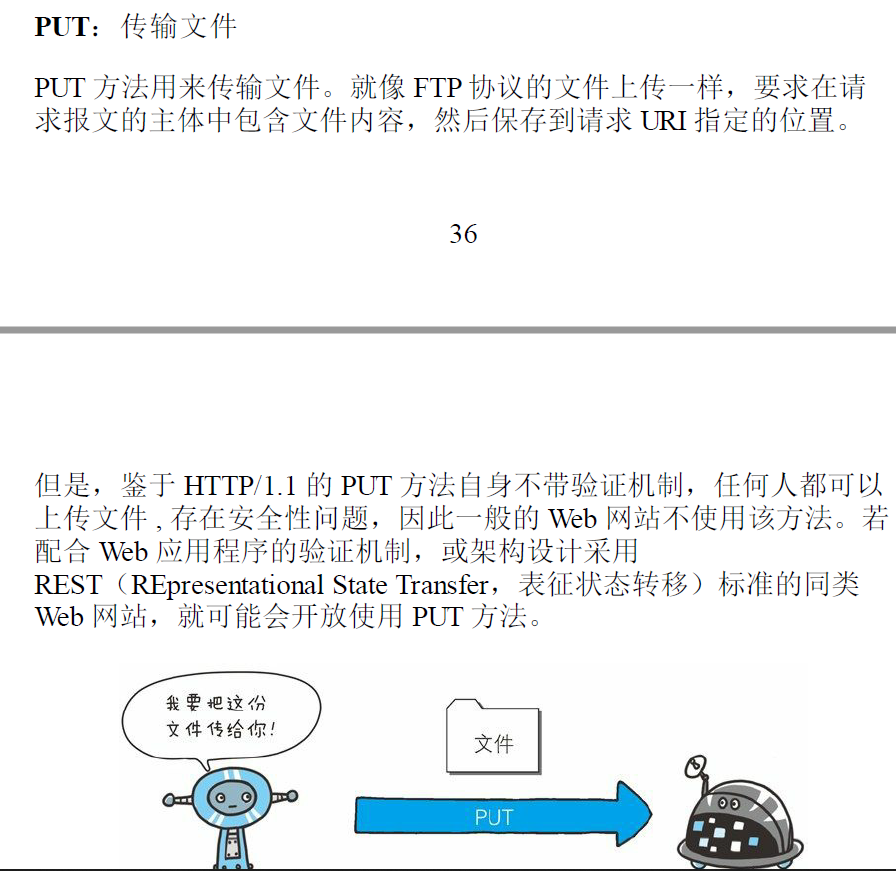 PUT：传输文件
PUT 方法用来传输文件。就像 FTP 协议的文件上传一样，要求在请
求报文的主体中包含文件内容，然后保存到请求 URI 指定的位置。
36
但是，鉴于 HTTP/1.1 的 PUT 方法自身不带验证机制，任何人都可以
上传文件 , 存在安全性问题，因此一般的 Web 网站不使用该方法。若
配合 Web 应用程序的验证机制，或架构设计采用
REST（REpresentational State Transfer，表征状态转移）标准的同类
Web 网站，就可能会开放使用 PUT 方法。
我要把这份
文件传给你！
文件
PUT